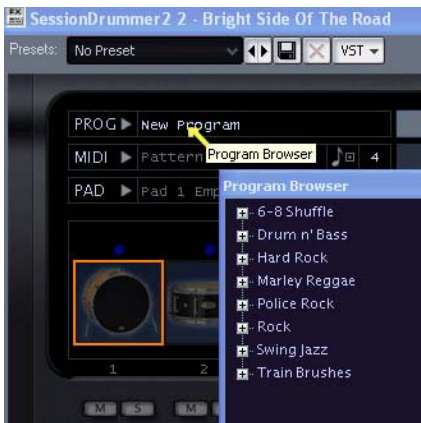 SessionDrummer2 2 - Bright Side Of The Road
Presets: No Preset VST
PROG New Program
Program Browser
MIDI Pattern 4
PAD Pad 1 Emp
Program Browser
6-8 Shuffle
Drum n' Bass
Hard Rock
Marley Reggae
Police Rock
Rock
Swing Jazz
Train Brushes
1 2
M S M